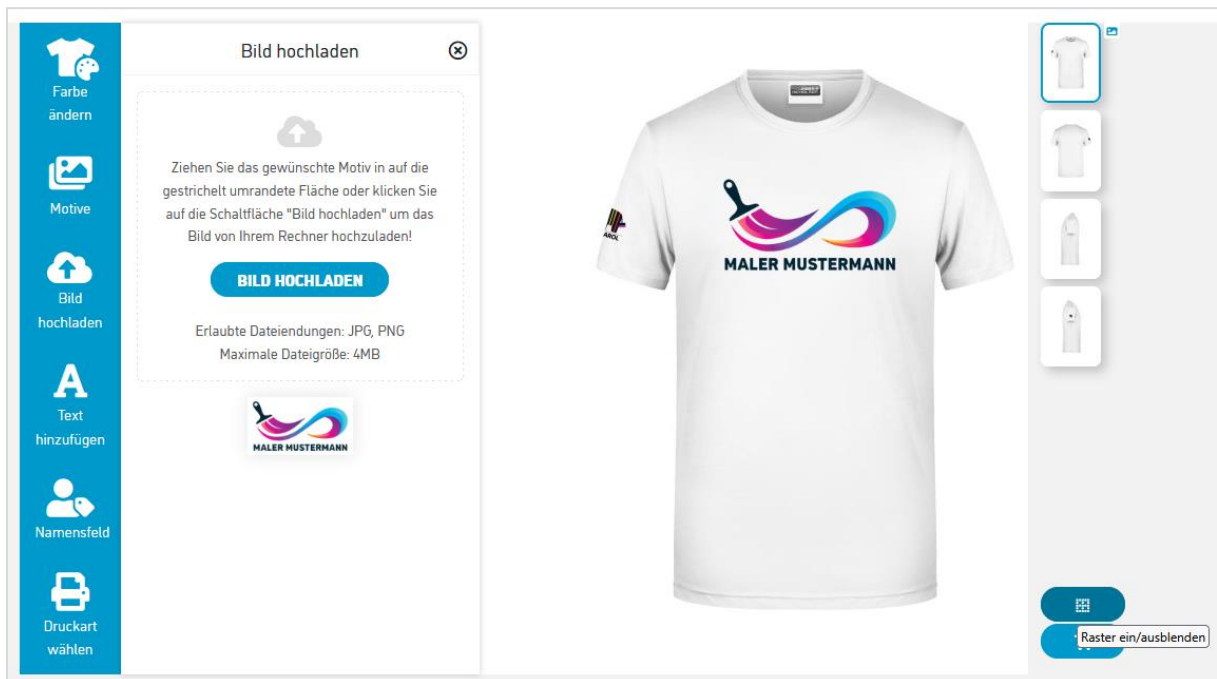 Farbe
ändern
Motive
Bild
hochladen
Text
hinzufügen
Namensfeld
Druckart
wählen
Bild hochladen
Ziehen Sie das gewünschte Motiv in auf die
gestrichelt umrandete Fläche oder klicken Sie
auf die Schaltfläche "Bild hochladen" um das
Bild von Ihrem Rechner hochzuladen!
BILD HOCHLADEN
Erlaubte Dateiendungen: JPG, PNG
Maximale Dateigröße: 4MB
MALER MUSTERMANN
MALER MUSTERMANN
Raster ein/ausblenden